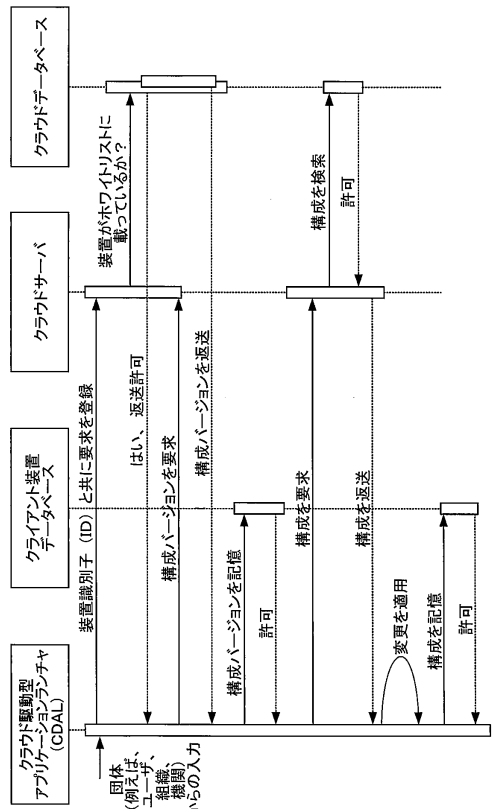 クラウド駆動型
アプリケーションランチャ
(CDAL)
クライアント装置
データベース
クラウドサーバ
クラウドデータベース
団体
(例えば、
ユーザ、
組織、
機関)
からの入力
装置識別子（ID）と共に要求を登録
装置がホワイトリストに
載っているか？
はい、返送許可
構成バージョンを要求
構成バージョンを返送
構成バージョンを記憶
許可
構成を要求
構成を検索
許可
構成を返送
変更を適用
構成を記憶
許可